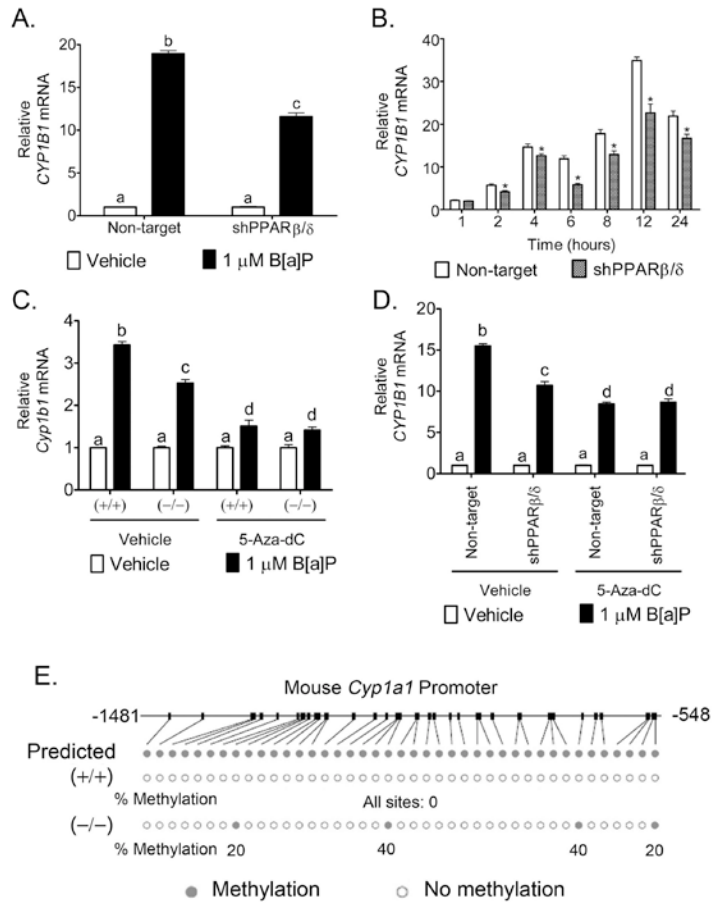 A.
Relative
CYP1B1 mRNA
20
15
10
5
0
b
c
a
a
Non-target
shPPARβ/δ
Vehicle
1 μM B[a]P
B.
Relative
CYP1B1 mRNA
40
30
20
10
0
*
*
*
*
*
*
1
2
4
6
8
12
24
Time (hours)
Non-target
shPPARβ/δ
C.
Relative
Cyp1b1 mRNA
4
3
2
1
0
a
b
a
c
a
d
a
d
(+/+)
(−/−)
(+/+)
(−/−)
Vehicle
5-Aza-dC
Vehicle
1 μM B[a]P
D.
Relative
CYP1B1 mRNA
20
15
10
5
0
a
b
a
c
a
d
a
d
Non-target
shPPARβ/δ
Non-target
shPPARβ/δ
Vehicle
5-Aza-dC
Vehicle
1 μM B[a]P
E.
Mouse Cyp1a1 Promoter
-1481
-548
Predicted
(+/+)
% Methylation
All sites: 0
(−/−)
% Methylation
20
40
40
20
Methylation
No methylation